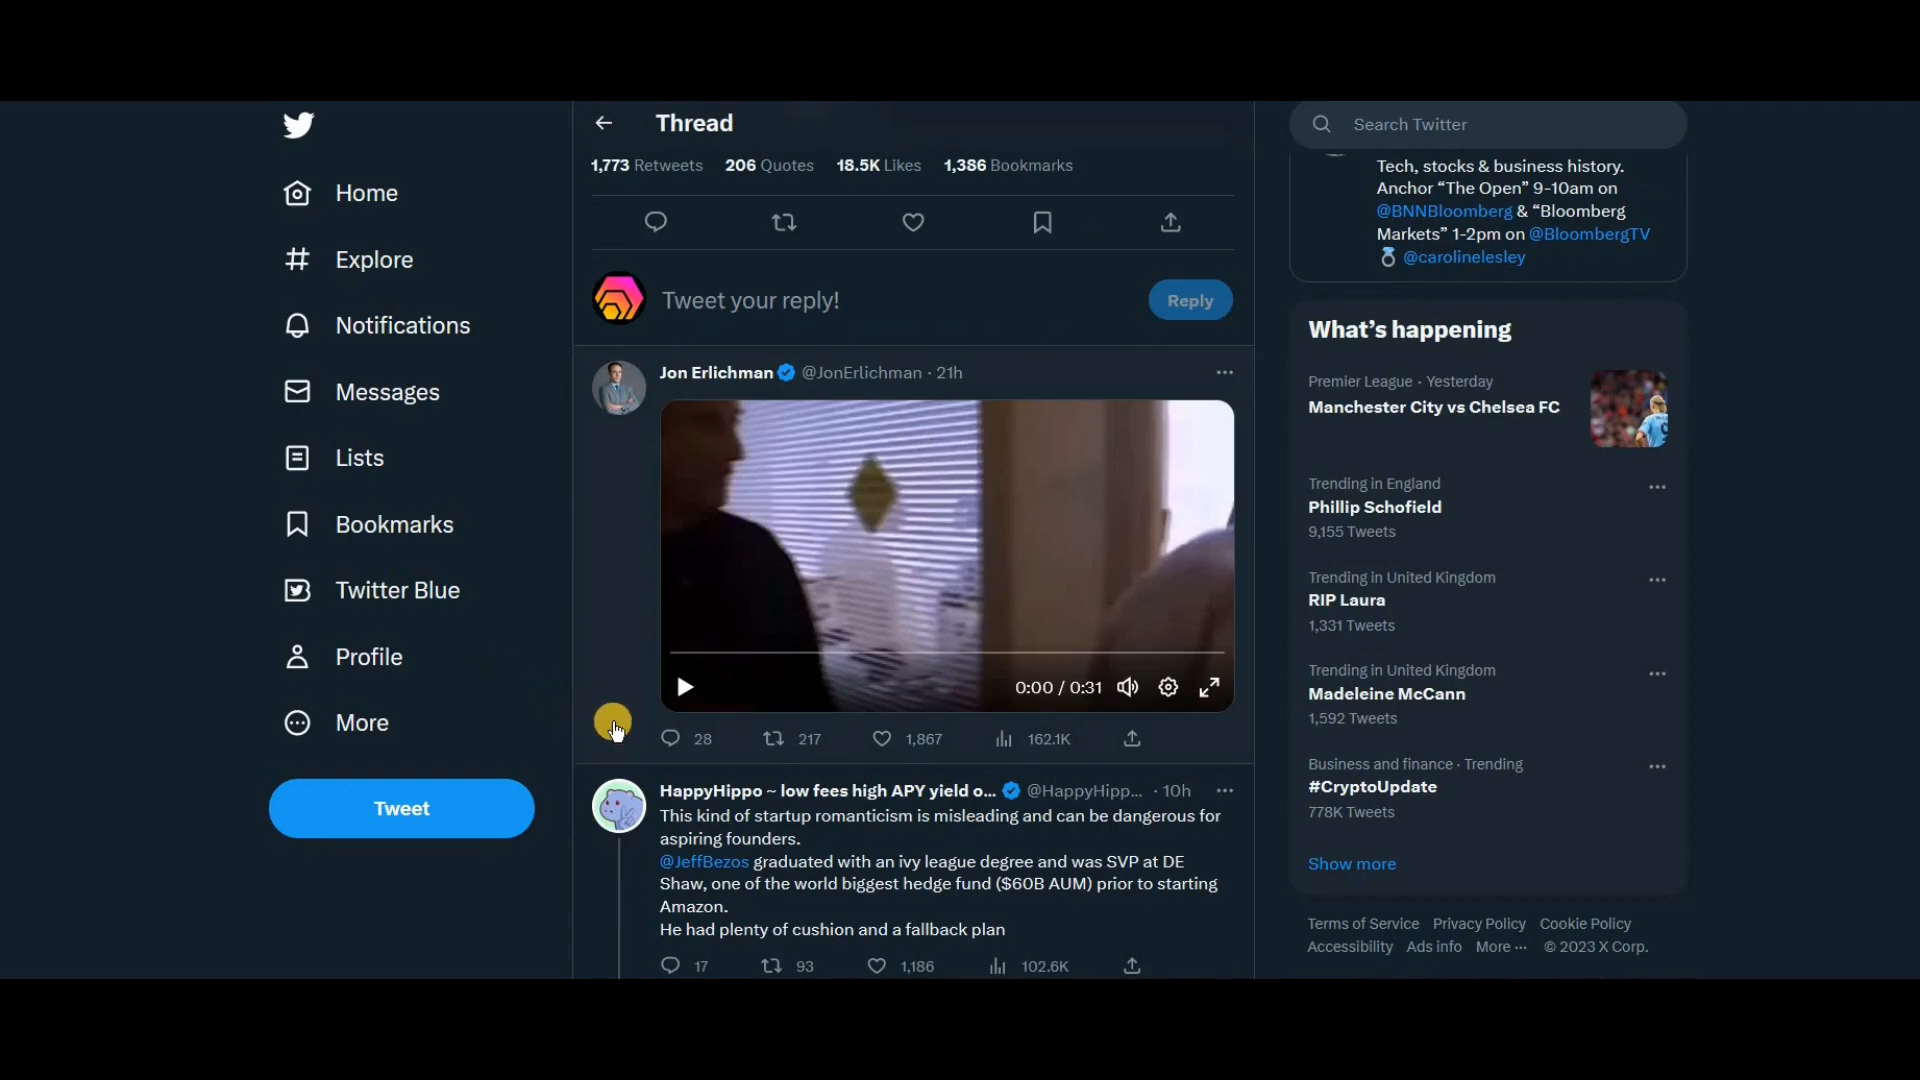 Thread
Search Twitter
1,773 Retweets 206 Quotes 18.5K Likes 1,386 Bookmarks
Home
Explore
Notifications
Messages
Lists
Bookmarks
Twitter Blue
Profile
More
Tweet
Tweet your reply!
Reply
Jon Erlichman @JonErlichman · 21h
0:00 / 0:31
28 217 1,867 162.1K
HappyHippo ~ low fees high APY yield o... @HappyHipp... · 10h
This kind of startup romanticism is misleading and can be dangerous for
aspiring founders.
@JeffBezos graduated with an ivy league degree and was SVP at DE
Shaw, one of the world biggest hedge fund ($60B AUM) prior to starting
Amazon.
He had plenty of cushion and a fallback plan
17 93 1,186 102.6K
Tech, stocks & business history.
Anchor “The Open” 9-10am on
@BNNBloomberg & “Bloomberg
Markets” 1-2pm on @BloombergTV
@carolinelesley
What’s happening
Premier League · Yesterday
Manchester City vs Chelsea FC
Trending in England
Phillip Schofield
9,155 Tweets
Trending in United Kingdom
RIP Laura
1,331 Tweets
Trending in United Kingdom
Madeleine McCann
1,592 Tweets
Business and finance · Trending
#CryptoUpdate
778K Tweets
Show more
Terms of Service Privacy Policy Cookie Policy
Accessibility Ads info More ··· © 2023 X Corp.